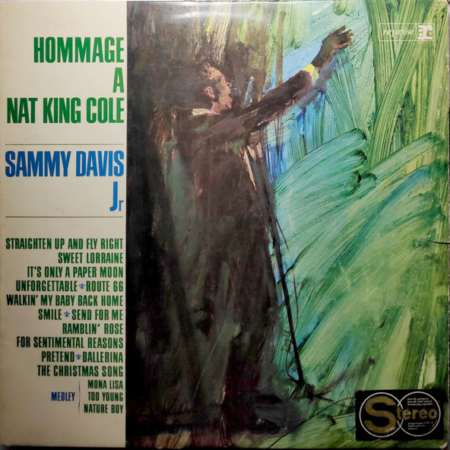 HOMMAGE
A
NAT KING COLE
SAMMY DAVIS
Jr
STRAIGHTEN UP AND FLY RIGHT
SWEET LORRAINE
IT'S ONLY A PAPER MOON
UNFORGETTABLE * ROUTE 66
WALKIN' MY BABY BACK HOME
SMILE * SEND FOR ME
RAMBLIN' ROSE
FOR SENTIMENTAL REASONS
PRETEND * BALLERINA
THE CHRISTMAS SONG
MEDLEY
MONA LISA
TOO YOUNG
NATURE BOY
reprise
Stereo